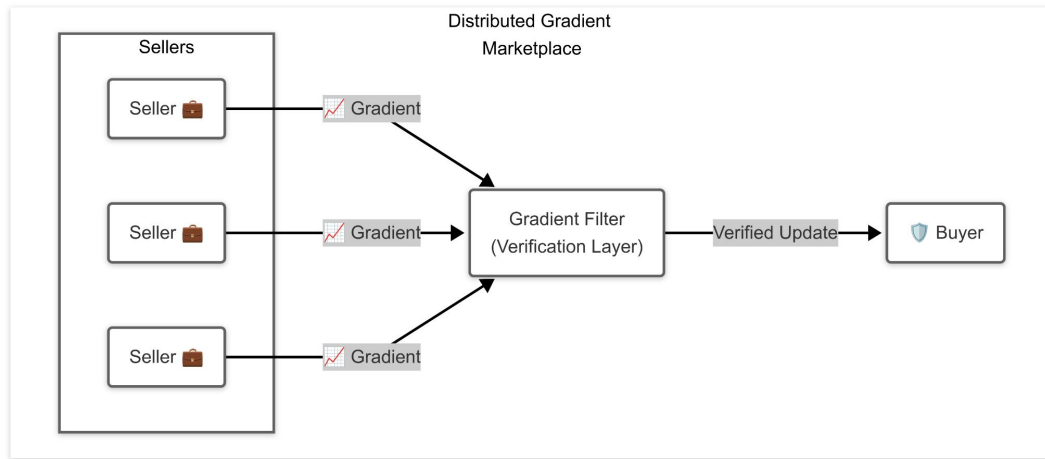 Distributed Gradient
Marketplace
Sellers
Seller 💼
📈 Gradient
Seller 💼
📈 Gradient
Seller 💼
📈 Gradient
Gradient Filter
(Verification Layer)
Verified Update
🛡️ Buyer